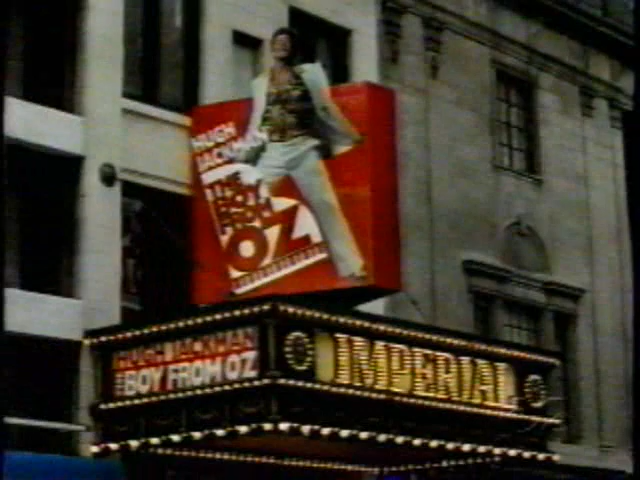 HUGH
JACKMAN
THE
BOY
FROM
OZ
HUGH JACKMAN
THE BOY FROM OZ
IMPERIAL